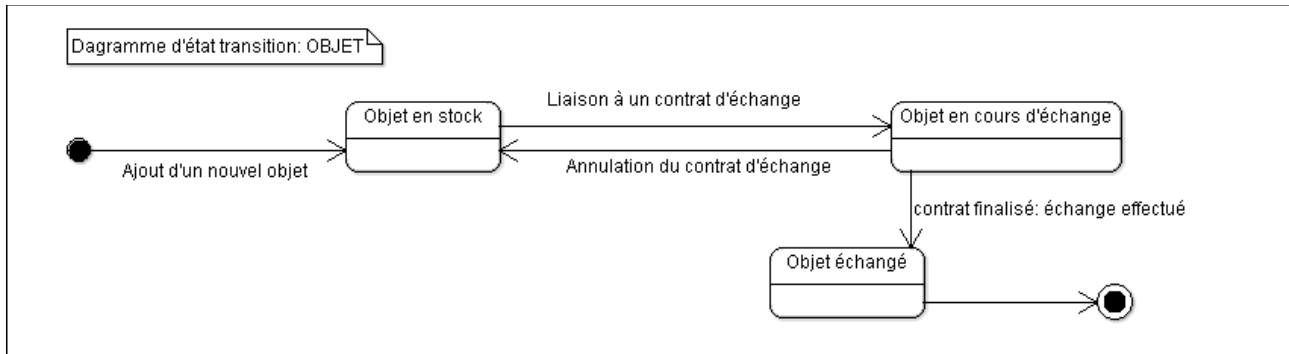 Dagramme d'état transition: OBJET
Liaison à un contrat d'échange
Objet en stock
Objet en cours d'échange
Ajout d'un nouvel objet
Annulation du contrat d'échange
contrat finalisé: échange effectué
Objet échangé